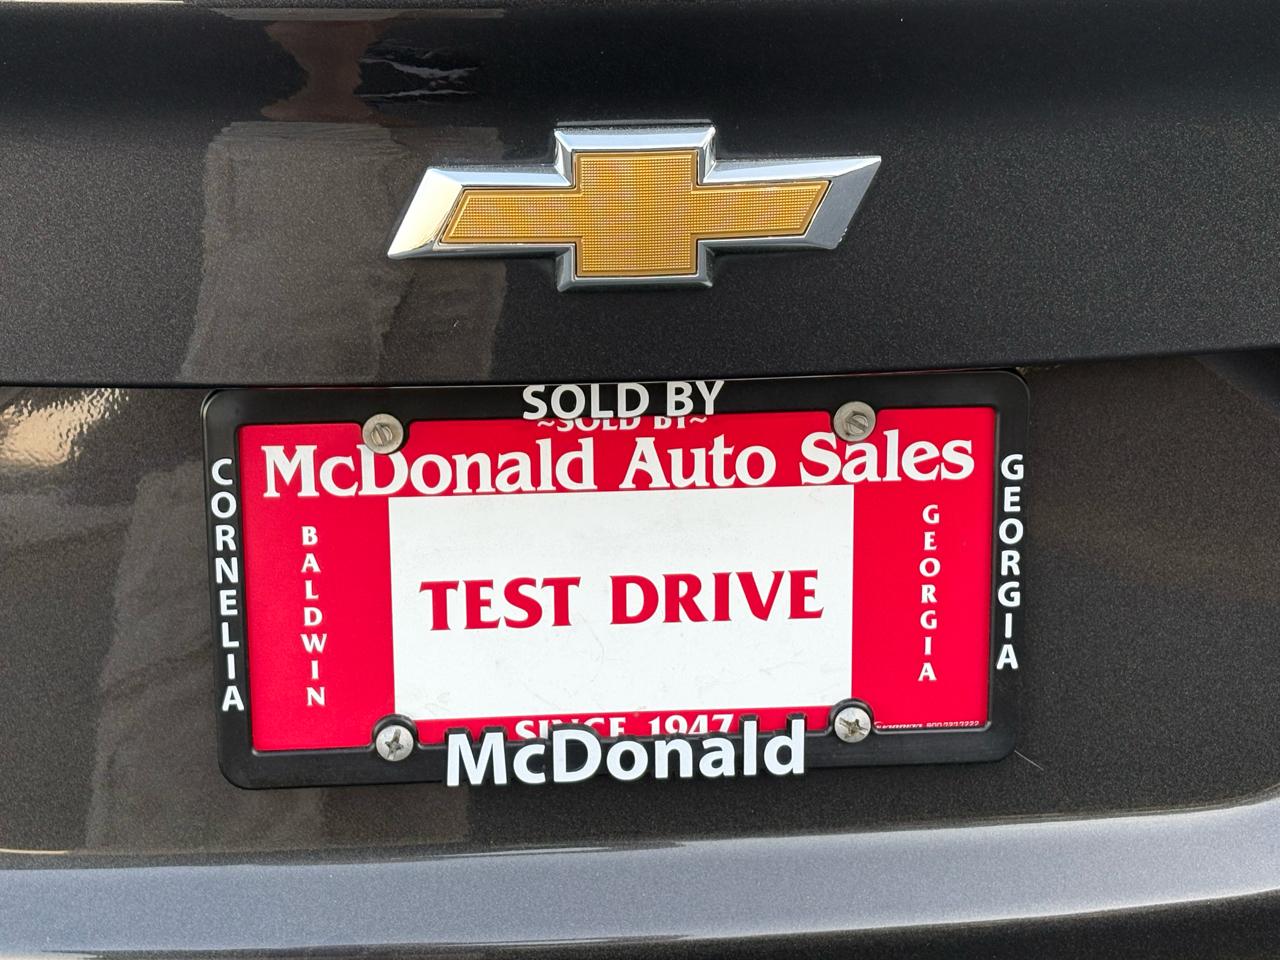 SOLD BY
~SOLD BY~
McDonald Auto Sales
CORNELIA
BALDWIN
TEST DRIVE
GEORGIA
GEORGIA
SINCE 1947
McDonald